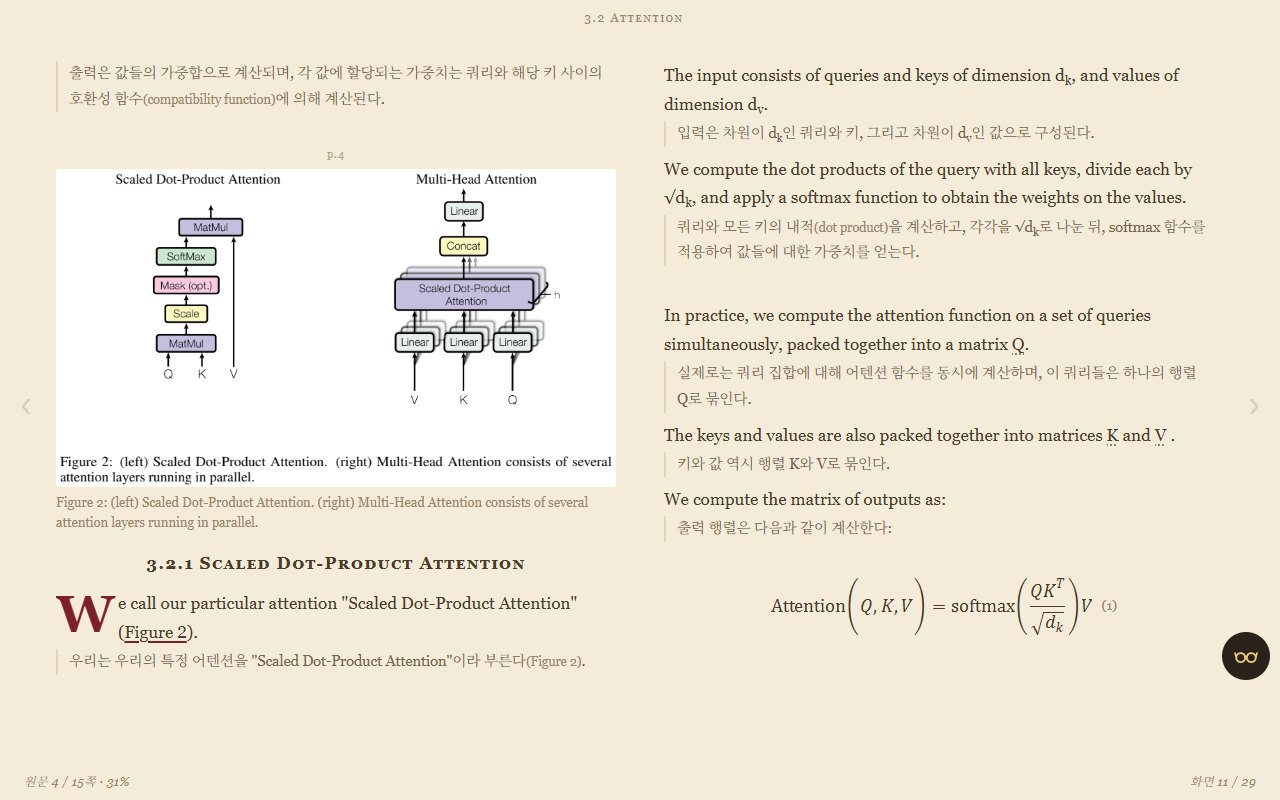 3.2 ATTENTION
출력은 값들의 가중합으로 계산되며, 각 값에 할당되는 가중치는 쿼리와 해당 키 사이의
호환성 함수(compatibility function)에 의해 계산된다.
p.4
Scaled Dot-Product Attention
MatMul
SoftMax
Mask (opt.)
Scale
MatMul
Q K V
Multi-Head Attention
Linear
Concat
Scaled Dot-Product
Attention
h
Linear Linear Linear
V K Q
Figure 2: (left) Scaled Dot-Product Attention. (right) Multi-Head Attention consists of several
attention layers running in parallel.
Figure 2: (left) Scaled Dot-Product Attention. (right) Multi-Head Attention consists of several
attention layers running in parallel.
3.2.1 SCALED DOT-PRODUCT ATTENTION
We call our particular attention "Scaled Dot-Product Attention"
(Figure 2).
우리는 우리의 특정 어텐션을 "Scaled Dot-Product Attention"이라 부른다(Figure 2).
The input consists of queries and keys of dimension dk, and values of
dimension dv.
입력은 차원이 dk인 쿼리와 키, 그리고 차원이 dv인 값으로 구성된다.
We compute the dot products of the query with all keys, divide each by
√dk, and apply a softmax function to obtain the weights on the values.
쿼리와 모든 키의 내적(dot product)을 계산하고, 각각을 √dk로 나눈 뒤, softmax 함수를
적용하여 값들에 대한 가중치를 얻는다.
In practice, we compute the attention function on a set of queries
simultaneously, packed together into a matrix Q.
실제로는 쿼리 집합에 대해 어텐션 함수를 동시에 계산하며, 이 쿼리들은 하나의 행렬
Q로 묶인다.
The keys and values are also packed together into matrices K and V .
키와 값 역시 행렬 K와 V로 묶인다.
We compute the matrix of outputs as:
출력 행렬은 다음과 같이 계산한다:
Attention(Q, K, V) = softmax(QK^T/√dk)V (1)
원문 4 / 15쪽 · 31%
화면 11 / 29